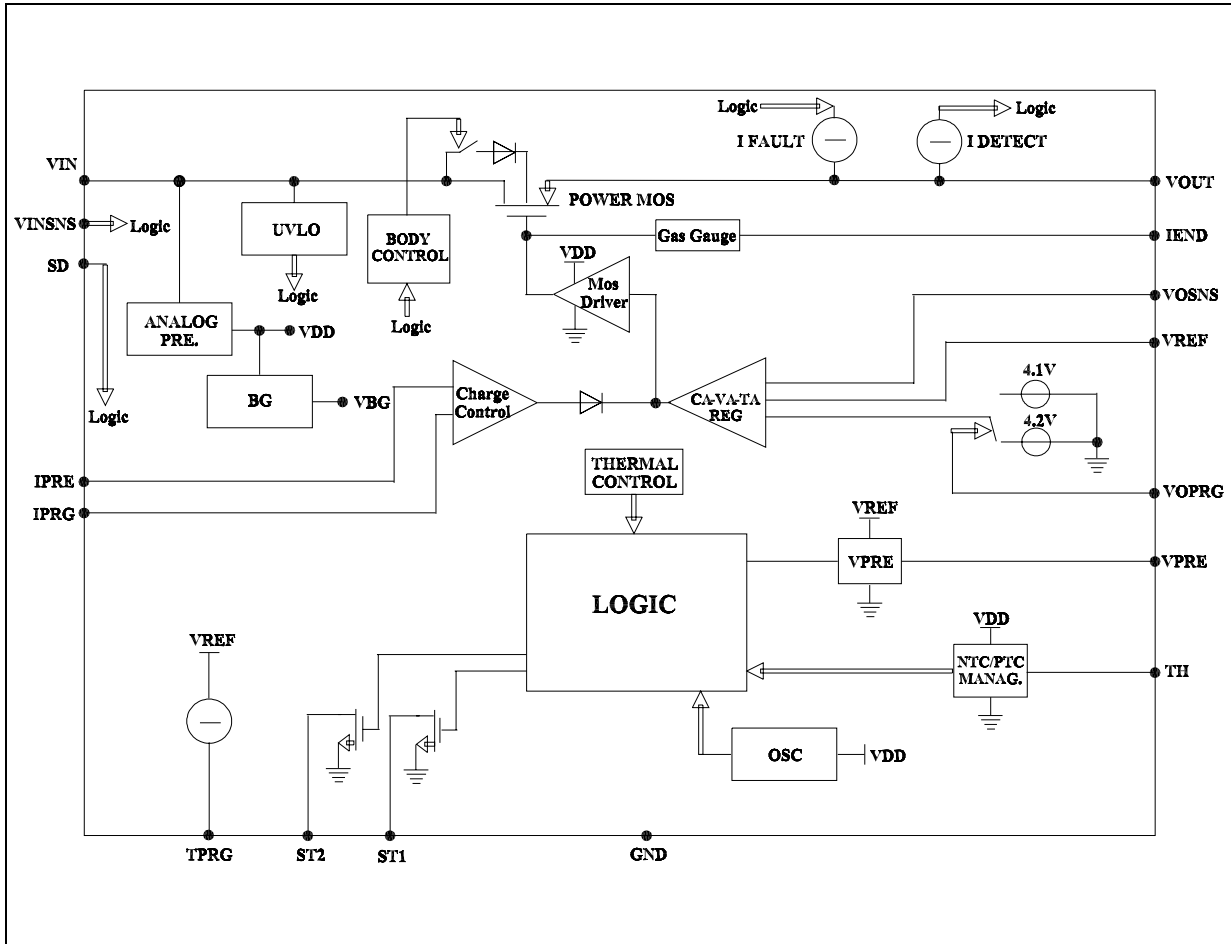 Logic
Logic
I FAULT
I DETECT
VIN
VOUT
POWER MOS
VINSNS
Logic
UVLO
BODY
CONTROL
Gas Gauge
IEND
SD
VDD
Mos
Driver
Logic
Logic
VOSNS
ANALOG
PRE.
VDD
VREF
4.1V
BG
VBG
Charge
Control
CA-VA-TA
REG
4.2V
Logic
THERMAL
CONTROL
IPRE
VOPRG
IPRG
VREF
VPRE
VPRE
LOGIC
VDD
VREF
NTC/PTC
MANAG.
TH
OSC
VDD
TPRG
ST2
ST1
GND